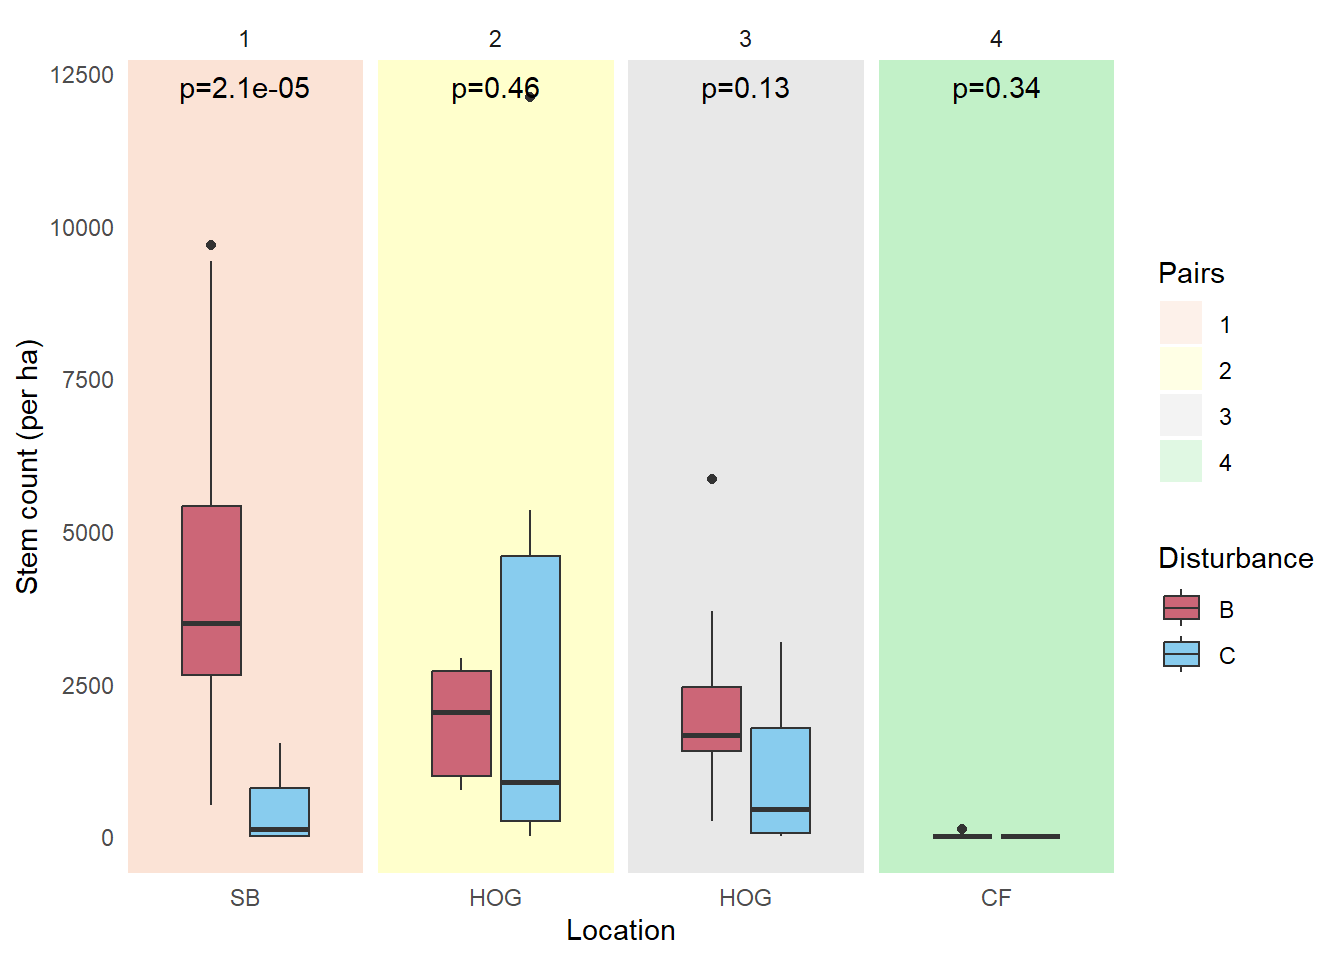 1 2 3 4
p=2.1e-05 p=0.46 p=0.13 p=0.34
12500
10000
7500
5000
2500
0
Stem count (per ha)
SB HOG HOG CF
Location
Pairs
1
2
3
4
Disturbance
B
C